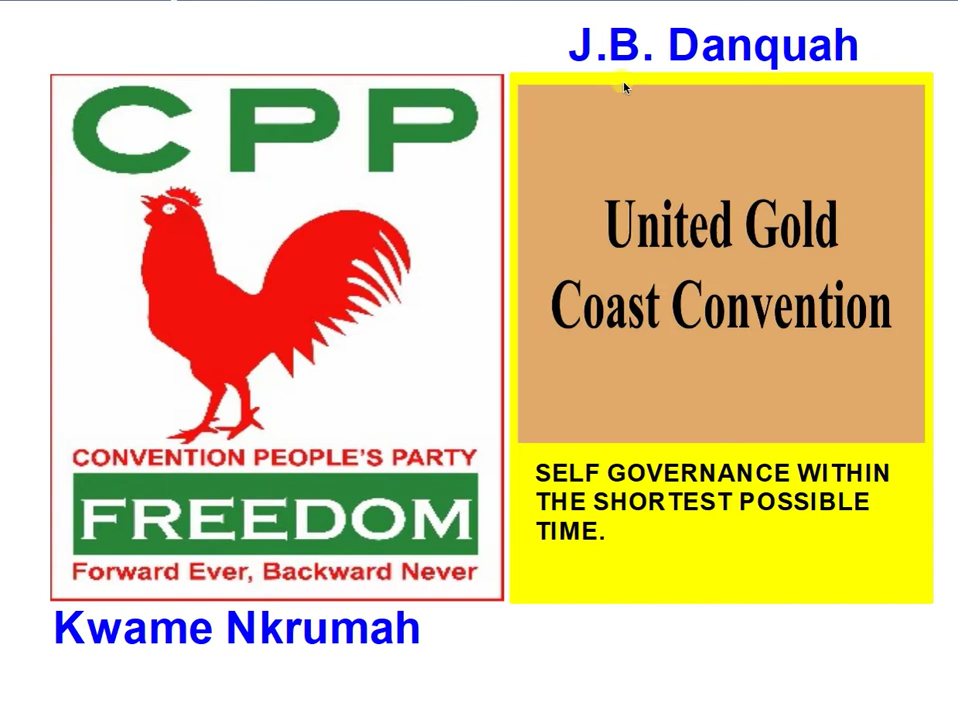 J.B. Danquah
CPP
CONVENTION PEOPLE'S PARTY
FREEDOM
Forward Ever, Backward Never
Kwame Nkrumah
United Gold
Coast Convention
SELF GOVERNANCE WITHIN
THE SHORTEST POSSIBLE
TIME.